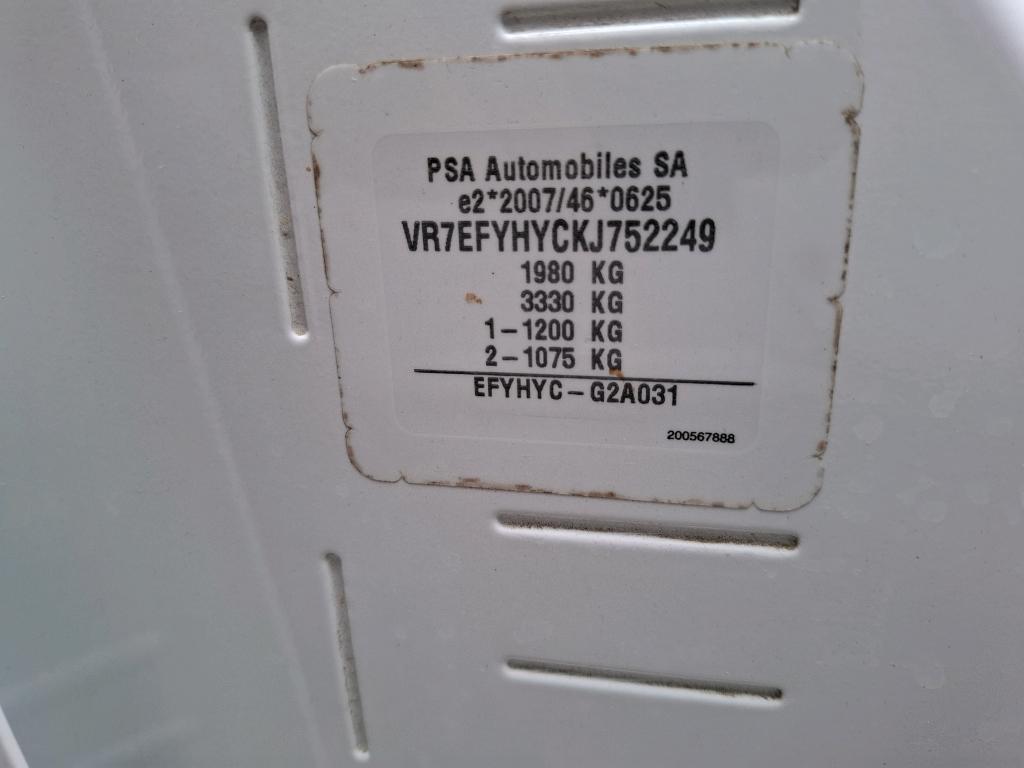 PSA Automobiles SA
e2*2007/46*0625
VR7EFYHYCKJ752249
1980 KG
3330 KG
1-1200 KG
2-1075 KG
EFYHYC-G2A031
200567888